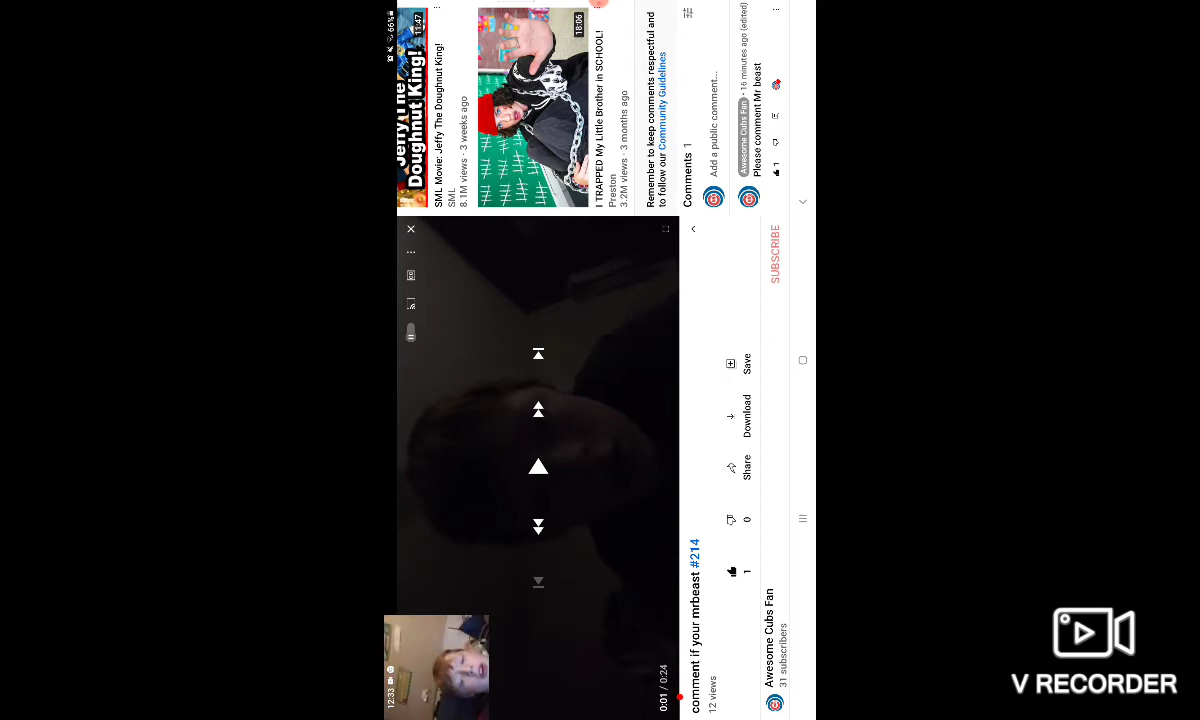 12:33
66%
0:01 / 0:24
comment if your mrbeast #214
12 views
1
0
Share
Download
Save
Awesome Cubs Fan
31 subscribers
SUBSCRIBE
Jeffy The
Doughnut King!
11:47
SML Movie: Jeffy The Doughnut King!
SML
8.1M views · 3 weeks ago
18:06
I TRAPPED My Little Brother in SCHOOL!
Preston
3.2M views · 3 months ago
Remember to keep comments respectful and
to follow our Community Guidelines
Comments 1
Add a public comment...
Awesome Cubs Fan · 16 minutes ago (edited)
Please comment Mr beast
1
V RECORDER